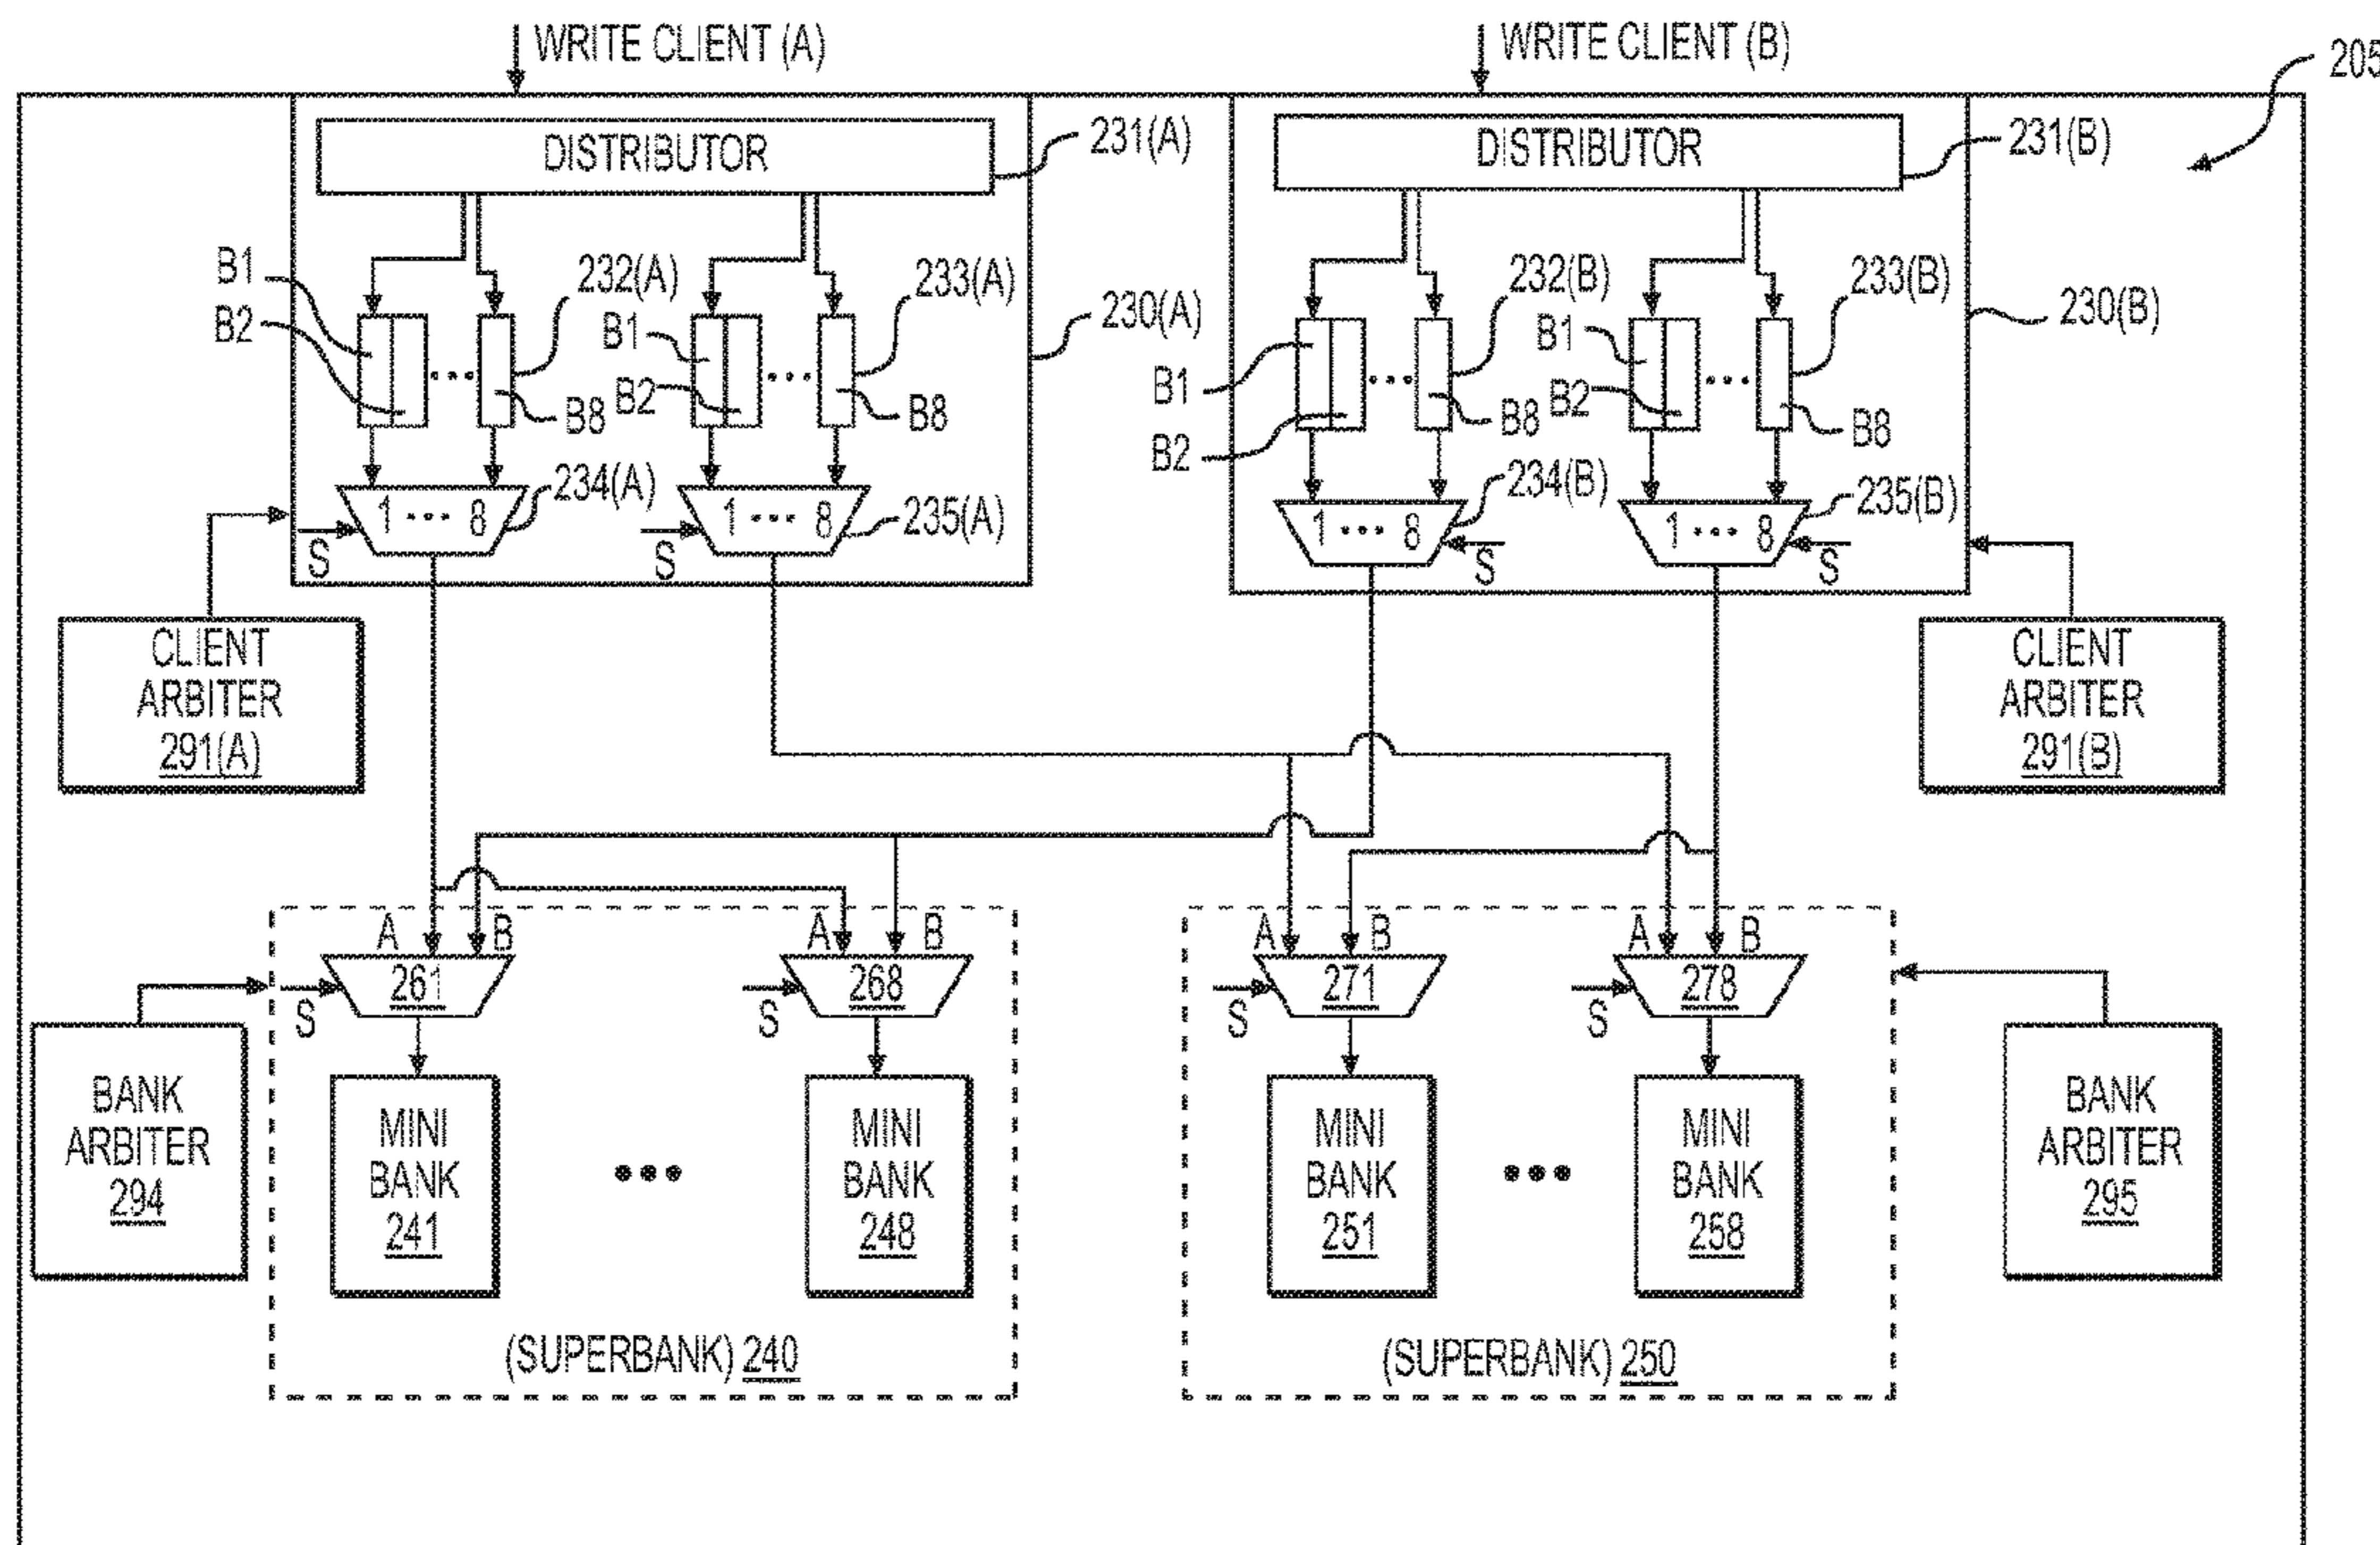 WRITE CLIENT (A)
WRITE CLIENT (B)
205
DISTRIBUTOR
231(A)
DISTRIBUTOR
231(B)
B1
B2
232(A)
B8
B1
B2
233(A)
B8
230(A)
B1
B2
232(B)
B8
B1
B2
233(B)
B8
230(B)
1 ••• 8
234(A)
S
1 ••• 8
235(A)
S
1 ••• 8
234(B)
S
1 ••• 8
235(B)
S
CLIENT
ARBITER
291(A)
CLIENT
ARBITER
291(B)
A
B
261
S
A
B
268
S
A
B
271
S
A
B
278
S
BANK
ARBITER
294
MINI
BANK
241
•••
MINI
BANK
248
MINI
BANK
251
•••
MINI
BANK
258
BANK
ARBITER
295
(SUPERBANK) 240
(SUPERBANK) 250